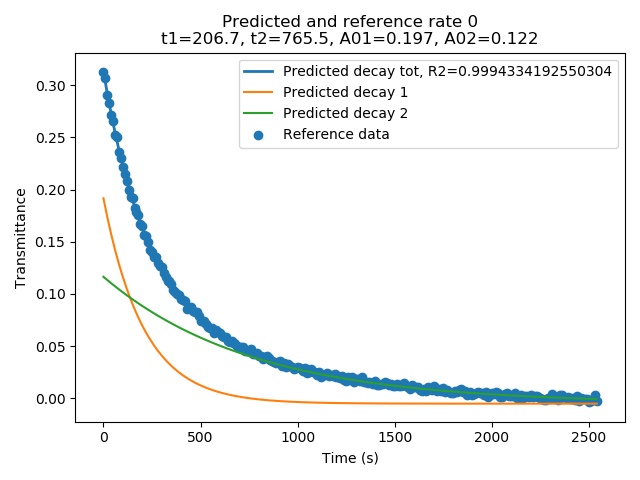 Predicted and reference rate 0
t1=206.7, t2=765.5, A01=0.197, A02=0.122
Predicted decay tot, R2=0.9994334192550304
Predicted decay 1
Predicted decay 2
Reference data
Transmittance
0.30
0.25
0.20
0.15
0.10
0.05
0.00
0
500
1000
1500
2000
2500
Time (s)